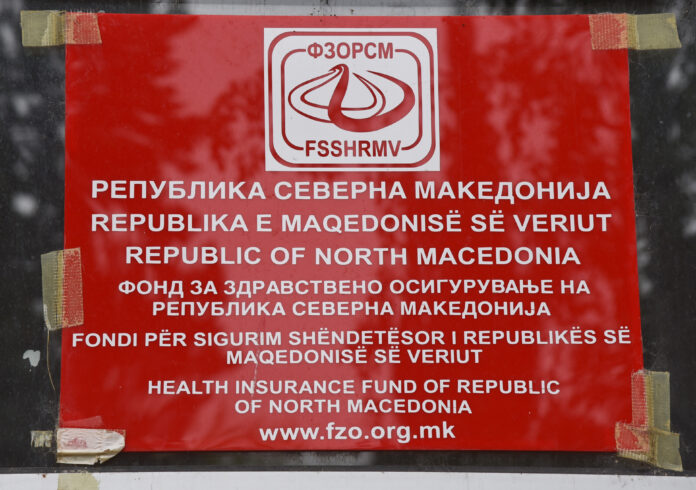 ФЗОРСМ
FSSHRMV
РЕПУБЛИКА СЕВЕРНА МАКЕДОНИЈА
REPUBLIKA E MAQEDONISË SË VERIUT
REPUBLIC OF NORTH MACEDONIA
ФОНД ЗА ЗДРАВСТВЕНО ОСИГУРУВАЊЕ НА
РЕПУБЛИКА СЕВЕРНА МАКЕДОНИЈА
FONDI PËR SIGURIM SHËNDETËSOR I REPUBLIKËS SË
MAQEDONISË SË VERIUT
HEALTH INSURANCE FUND OF REPUBLIC
OF NORTH MACEDONIA
www.fzo.org.mk